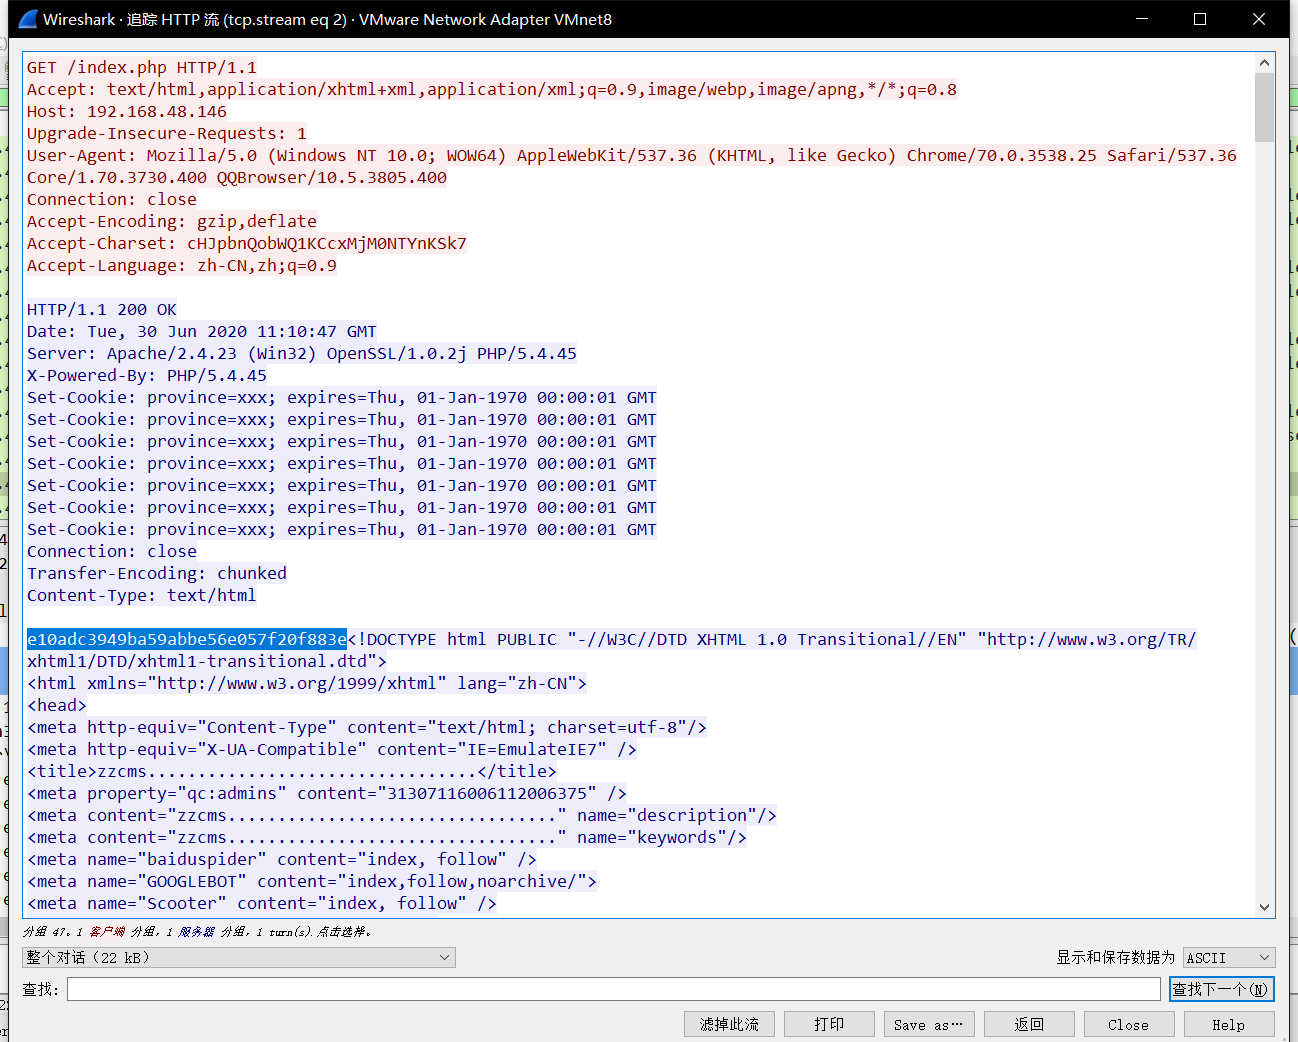 Wireshark · 追踪 HTTP 流 (tcp.stream eq 2) · VMware Network Adapter VMnet8
GET /index.php HTTP/1.1
Accept: text/html,application/xhtml+xml,application/xml;q=0.9,image/webp,image/apng,*/*;q=0.8
Host: 192.168.48.146
Upgrade-Insecure-Requests: 1
User-Agent: Mozilla/5.0 (Windows NT 10.0; WOW64) AppleWebKit/537.36 (KHTML, like Gecko) Chrome/70.0.3538.25 Safari/537.36
Core/1.70.3730.400 QQBrowser/10.5.3805.400
Connection: close
Accept-Encoding: gzip,deflate
Accept-Charset: cHJpbnQobWQ1KCcxMjM0NTYnKSk7
Accept-Language: zh-CN,zh;q=0.9
HTTP/1.1 200 OK
Date: Tue, 30 Jun 2020 11:10:47 GMT
Server: Apache/2.4.23 (Win32) OpenSSL/1.0.2j PHP/5.4.45
X-Powered-By: PHP/5.4.45
Set-Cookie: province=xxx; expires=Thu, 01-Jan-1970 00:00:01 GMT
Set-Cookie: province=xxx; expires=Thu, 01-Jan-1970 00:00:01 GMT
Set-Cookie: province=xxx; expires=Thu, 01-Jan-1970 00:00:01 GMT
Set-Cookie: province=xxx; expires=Thu, 01-Jan-1970 00:00:01 GMT
Set-Cookie: province=xxx; expires=Thu, 01-Jan-1970 00:00:01 GMT
Set-Cookie: province=xxx; expires=Thu, 01-Jan-1970 00:00:01 GMT
Set-Cookie: province=xxx; expires=Thu, 01-Jan-1970 00:00:01 GMT
Connection: close
Transfer-Encoding: chunked
Content-Type: text/html
e10adc3949ba59abbe56e057f20f883e<!DOCTYPE html PUBLIC "-//W3C//DTD XHTML 1.0 Transitional//EN" "http://www.w3.org/TR/
xhtml1/DTD/xhtml1-transitional.dtd">
<html xmlns="http://www.w3.org/1999/xhtml" lang="zh-CN">
<head>
<meta http-equiv="Content-Type" content="text/html; charset=utf-8"/>
<meta http-equiv="X-UA-Compatible" content="IE=EmulateIE7" />
<title>zzcms.................................</title>
<meta property="qc:admins" content="31307116006112006375" />
<meta content="zzcms................................." name="description"/>
<meta content="zzcms................................." name="keywords"/>
<meta name="baiduspider" content="index, follow" />
<meta name="GOOGLEBOT" content="index,follow,noarchive/">
<meta name="Scooter" content="index, follow" />
分组 47。1 客户端 分组，1 服务器 分组，1 turn(s).点击选择。
整个对话 (22 kB)
显示和保存数据为 ASCII
查找:
查找下一个(N)
滤掉此流
打印
Save as…
返回
Close
Help